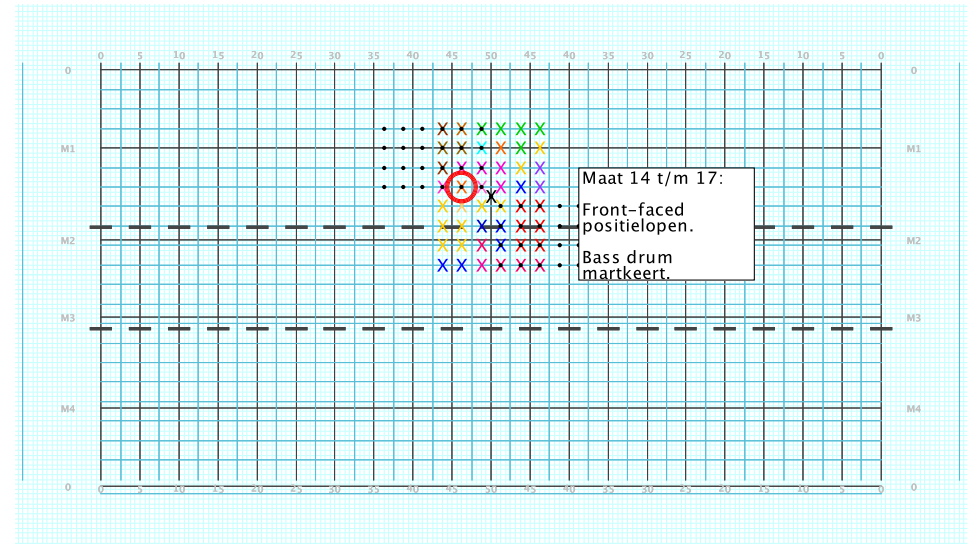 0 5 10 15 20 25 30 35 40 45 50 45 40 35 30 25 20 15 10 5 0
0 0
M1 M1
Maat 14 t/m 17:
Front-faced
positielopen.
M2 M2
Bass drum
martkeert.
M3 M3
M4 M4
0 0
0 5 10 15 20 25 30 35 40 45 50 45 40 35 30 25 20 15 10 5 0